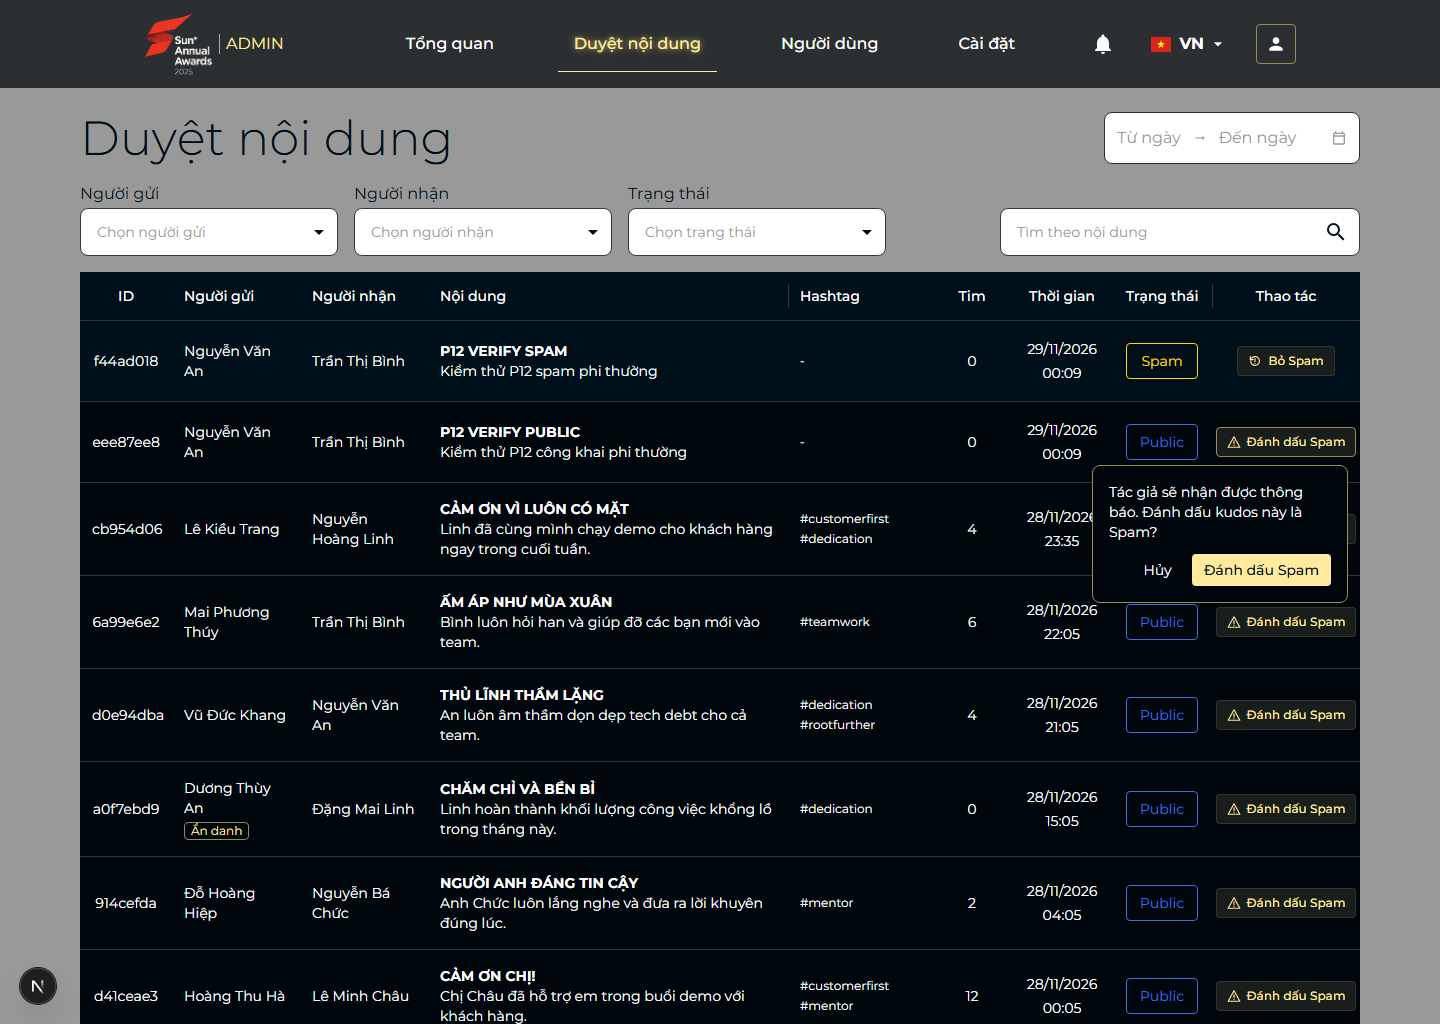 Sun* Annual Awards 2025
ADMIN
Tổng quan
Duyệt nội dung
Người dùng
Cài đặt
VN
Duyệt nội dung
Từ ngày → Đến ngày
Người gửi
Người nhận
Trạng thái
Chọn người gửi
Chọn người nhận
Chọn trạng thái
Tìm theo nội dung
ID Người gửi Người nhận Nội dung Hashtag Tim Thời gian Trạng thái Thao tác
f44ad018
Nguyễn Văn
An
Trần Thị Bình
P12 VERIFY SPAM
Kiểm thử P12 spam phi thường
-
0
29/11/2026
00:09
Spam
Bỏ Spam
eee87ee8
Nguyễn Văn
An
Trần Thị Bình
P12 VERIFY PUBLIC
Kiểm thử P12 công khai phi thường
-
0
29/11/2026
00:09
Public
Đánh dấu Spam
Tác giả sẽ nhận được thông
báo. Đánh dấu kudos này là
Spam?
Hủy
Đánh dấu Spam
cb954d06
Lê Kiều Trang
Nguyễn
Hoàng Linh
CẢM ƠN VÌ LUÔN CÓ MẶT
Linh đã cùng mình chạy demo cho khách hàng
ngay trong cuối tuần.
#customerfirst
#dedication
4
28/11/2026
23:35
6a99e6e2
Mai Phương
Thúy
Trần Thị Bình
ẤM ÁP NHƯ MÙA XUÂN
Bình luôn hỏi han và giúp đỡ các bạn mới vào
team.
#teamwork
6
28/11/2026
22:05
Public
Đánh dấu Spam
d0e94dba
Vũ Đức Khang
Nguyễn Văn
An
THỦ LĨNH THẦM LẶNG
An luôn âm thầm dọn dẹp tech debt cho cả
team.
#dedication
#rootfurther
4
28/11/2026
21:05
Public
Đánh dấu Spam
a0f7ebd9
Dương Thùy
An
Ẩn danh
Đặng Mai Linh
CHĂM CHỈ VÀ BỀN BỈ
Linh hoàn thành khối lượng công việc khổng lồ
trong tháng này.
#dedication
0
28/11/2026
15:05
Public
Đánh dấu Spam
914cefda
Đỗ Hoàng
Hiệp
Nguyễn Bá
Chức
NGƯỜI ANH ĐÁNG TIN CẬY
Anh Chức luôn lắng nghe và đưa ra lời khuyên
đúng lúc.
#mentor
2
28/11/2026
04:05
Public
Đánh dấu Spam
d41ceae3
Hoàng Thu Hà
Lê Minh Châu
CẢM ƠN CHỊ!
Chị Châu đã hỗ trợ em trong buổi demo với
khách hàng.
#customerfirst
#mentor
12
28/11/2026
00:05
Public
Đánh dấu Spam
N